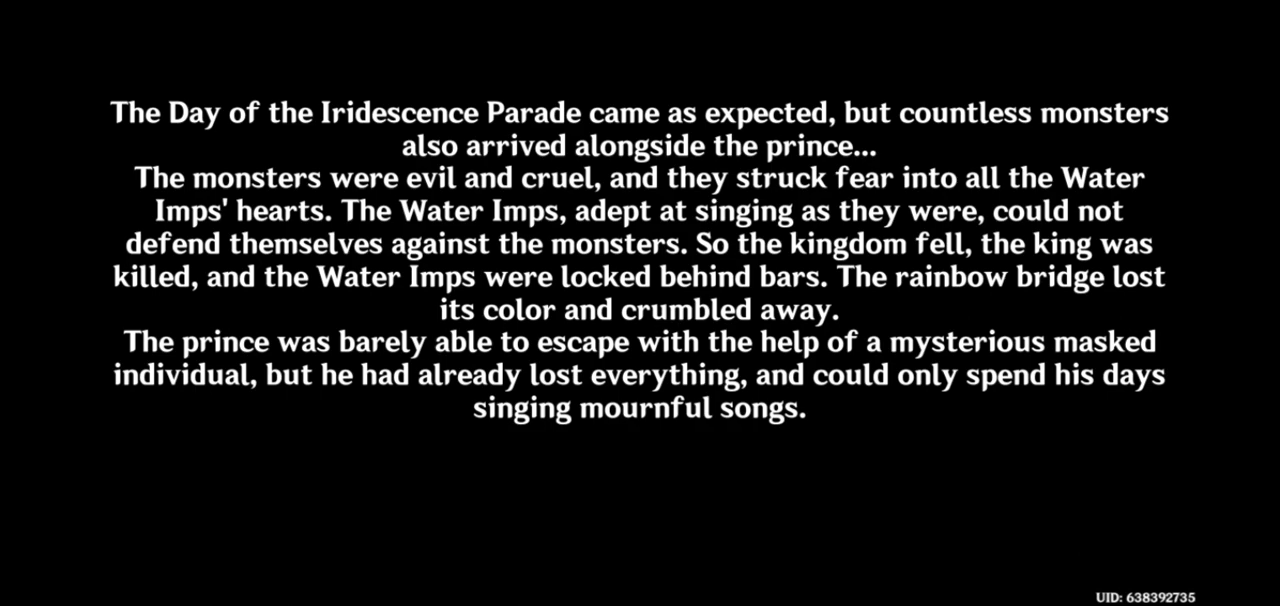 The Day of the Iridescence Parade came as expected, but countless monsters
also arrived alongside the prince...
The monsters were evil and cruel, and they struck fear into all the Water
Imps' hearts. The Water Imps, adept at singing as they were, could not
defend themselves against the monsters. So the kingdom fell, the king was
killed, and the Water Imps were locked behind bars. The rainbow bridge lost
its color and crumbled away.
The prince was barely able to escape with the help of a mysterious masked
individual, but he had already lost everything, and could only spend his days
singing mournful songs.
UID: 638392735